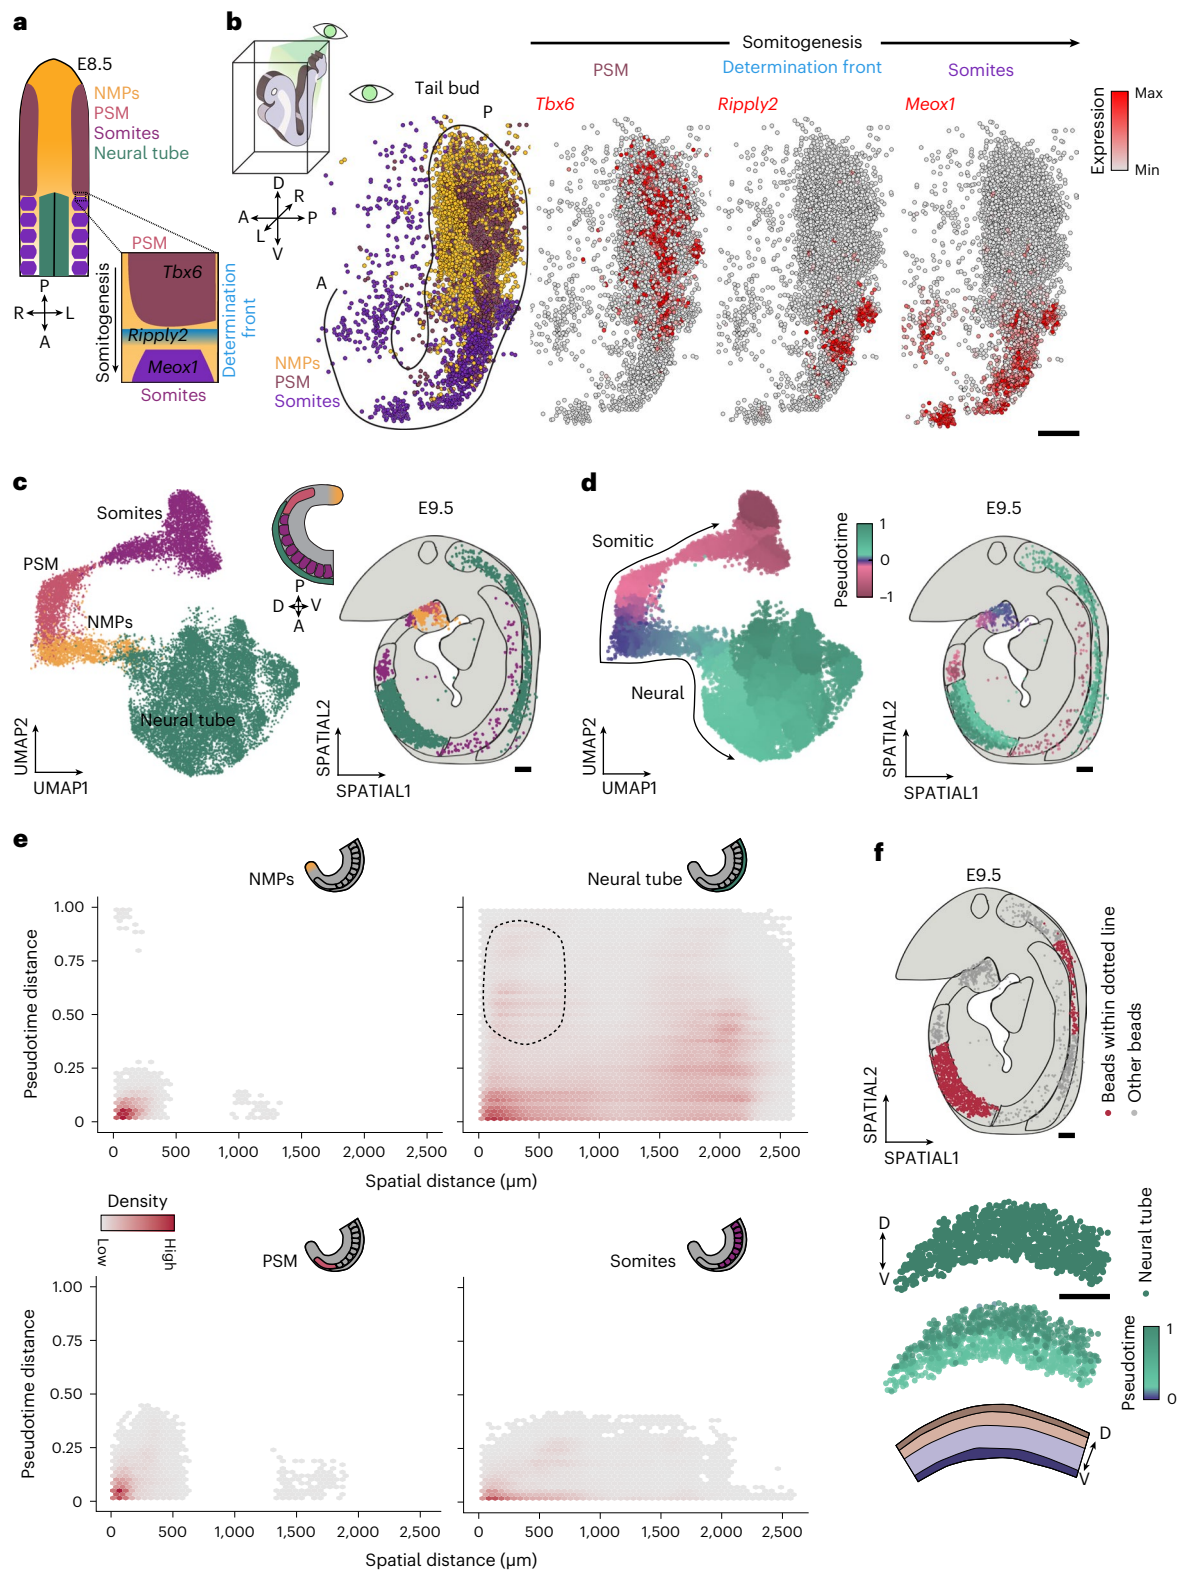 a
E8.5
NMPs
PSM
Somites
Neural tube
P
R
L
A
PSM
Tbx6
Ripply2
Meox1
Somites
Somitogenesis
Determination
front
b
D
R
A
P
L
V
Tail bud
P
A
NMPs
PSM
Somites
Somitogenesis
PSM
Determination front
Somites
Tbx6
Ripply2
Meox1
Expression
Max
Min
c
Somites
PSM
NMPs
Neural tube
UMAP2
UMAP1
P
D
V
A
E9.5
SPATIAL2
SPATIAL1
d
Somitic
Neural
Pseudotime
1
0
–1
UMAP2
UMAP1
E9.5
SPATIAL2
SPATIAL1
e
NMPs
Neural tube
1.00
0.75
0.50
0.25
0
Pseudotime distance
0 500 1,000 1,500 2,000 2,500
0 500 1,000 1,500 2,000 2,500
Spatial distance (µm)
Density
Low
High
PSM
Somites
1.00
0.75
0.50
0.25
0
Pseudotime distance
0 500 1,000 1,500 2,000 2,500
0 500 1,000 1,500 2,000 2,500
Spatial distance (µm)
f
E9.5
Beads within dotted line
Other beads
SPATIAL2
SPATIAL1
D
V
Neural tube
Pseudotime
1
0
D
V